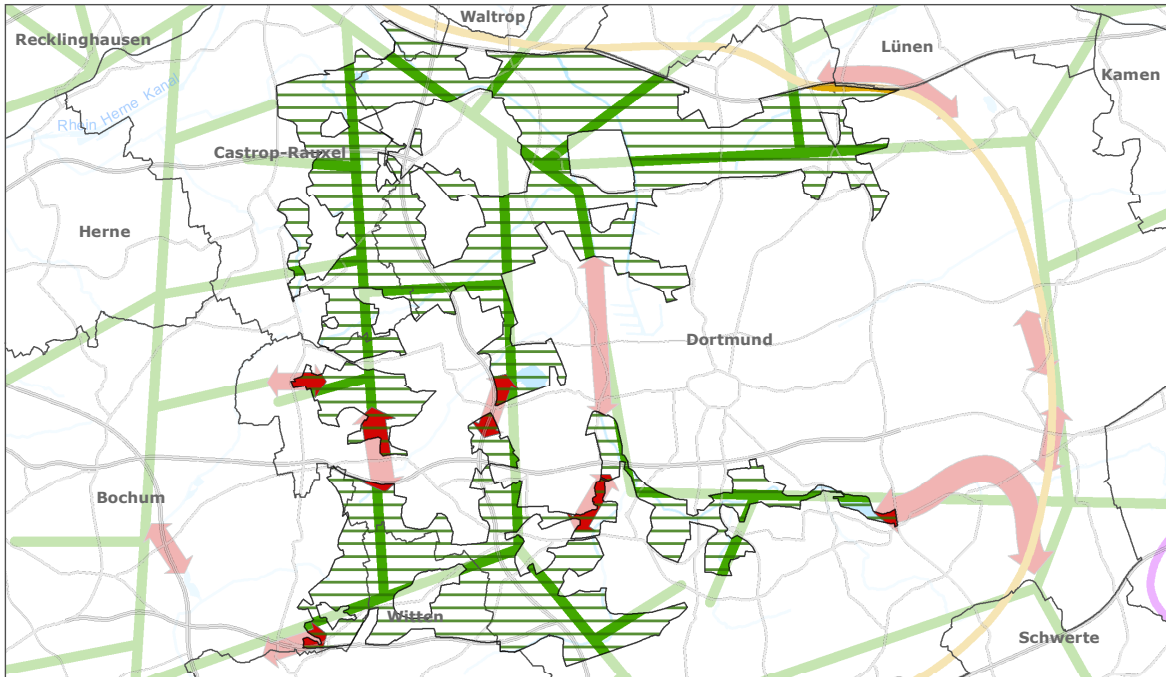 Waltrop
Recklinghausen
Lünen
Kamen
Rhein Herne Kanal
Castrop-Rauxel
Herne
Dortmund
Bochum
Witten
Schwerte